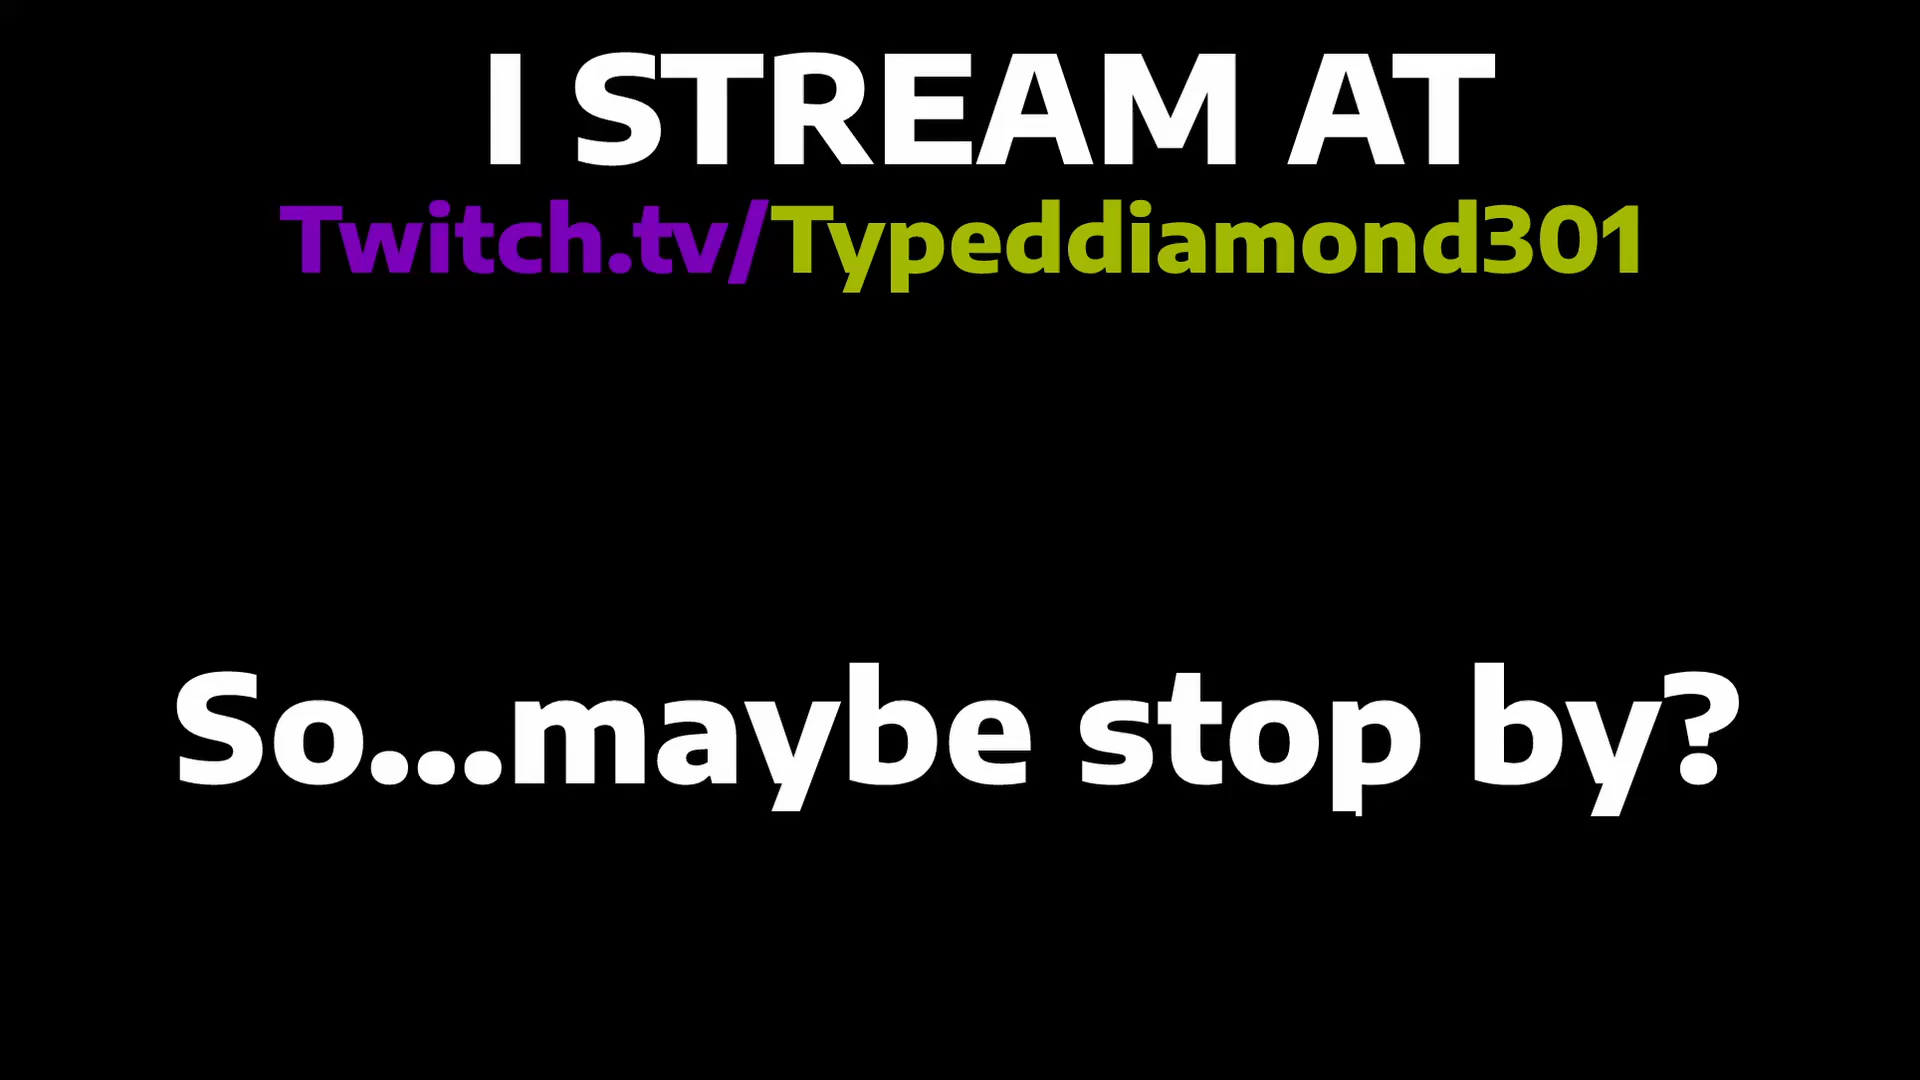 I STREAM AT
Twitch.tv/Typeddiamond301
So...maybe stop by?